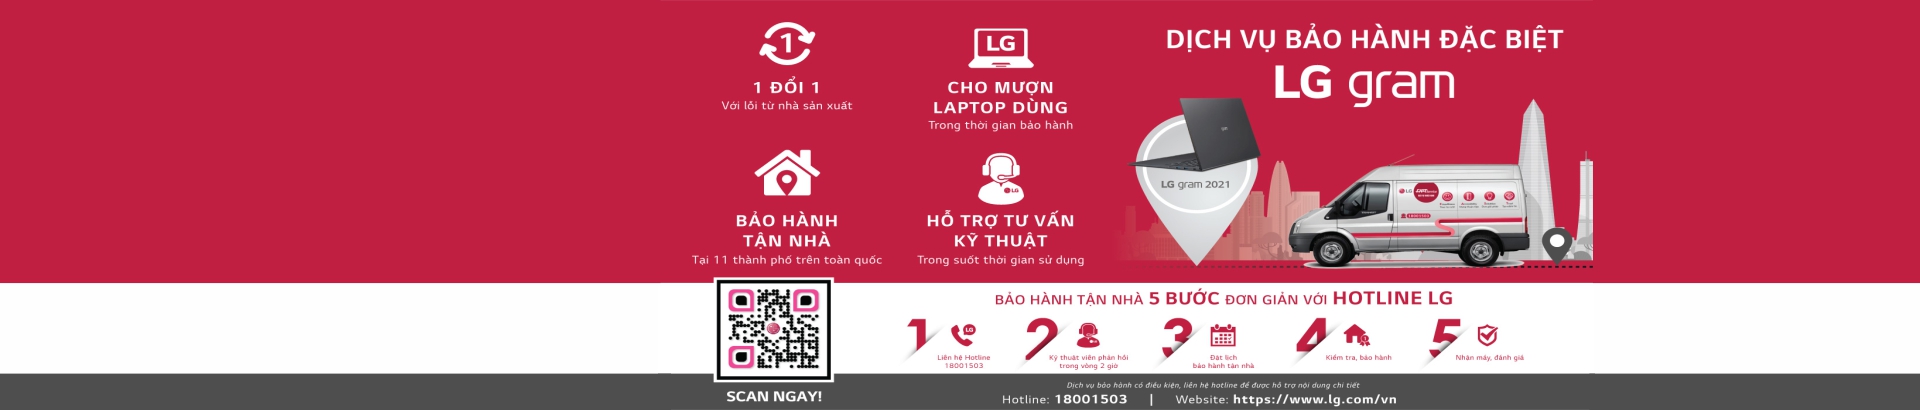 1
1 ĐỔI 1
Với lỗi từ nhà sản xuất
LG
CHO MƯỢN
LAPTOP DÙNG
Trong thời gian bảo hành
BẢO HÀNH
TẬN NHÀ
Tại 11 thành phố trên toàn quốc
LG
HỖ TRỢ TƯ VẤN
KỸ THUẬT
Trong suốt thời gian sử dụng
DỊCH VỤ BẢO HÀNH ĐẶC BIỆT
LG gram
LG gram 2021
LG
SCAN NGAY!
BẢO HÀNH TẬN NHÀ 5 BƯỚC ĐƠN GIẢN VỚI HOTLINE LG
1
LG
Liên hệ Hotline
18001503
2
Kỹ thuật viên phản hồi
trong vòng 2 giờ
3
Đặt lịch
bảo hành tận nhà
4
Kiểm tra, bảo hành
5
Nhận máy, đánh giá
Dịch vụ bảo hành có điều kiện, liên hệ hotline để được hỗ trợ nội dung chi tiết
Hotline: 18001503 | Website: https://www.lg.com/vn